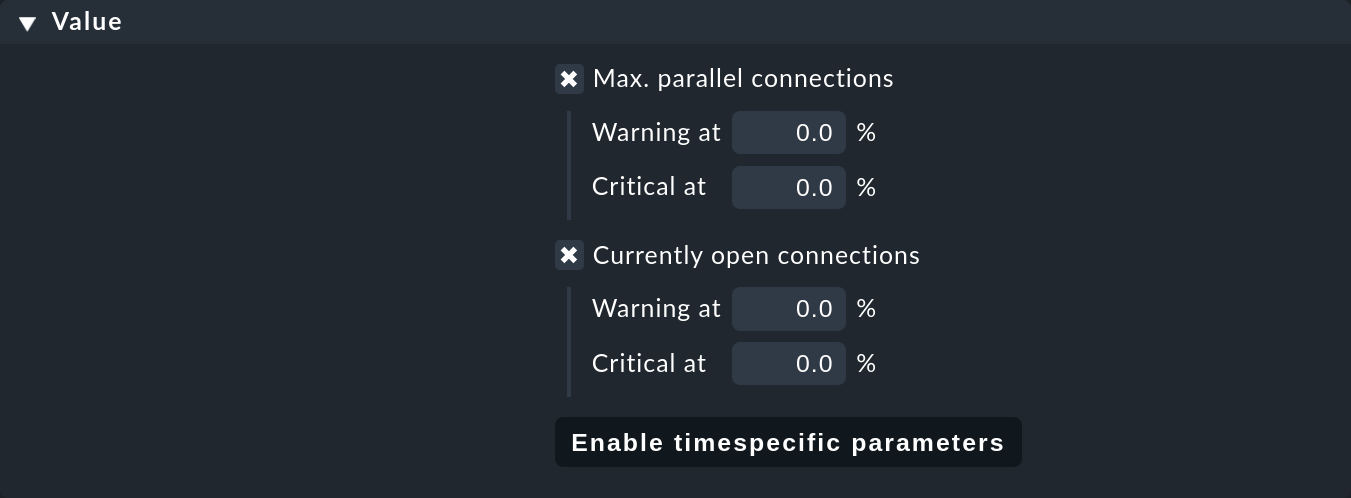 Value
Max. parallel connections
Warning at 0.0 %
Critical at 0.0 %
Currently open connections
Warning at 0.0 %
Critical at 0.0 %
Enable timespecific parameters